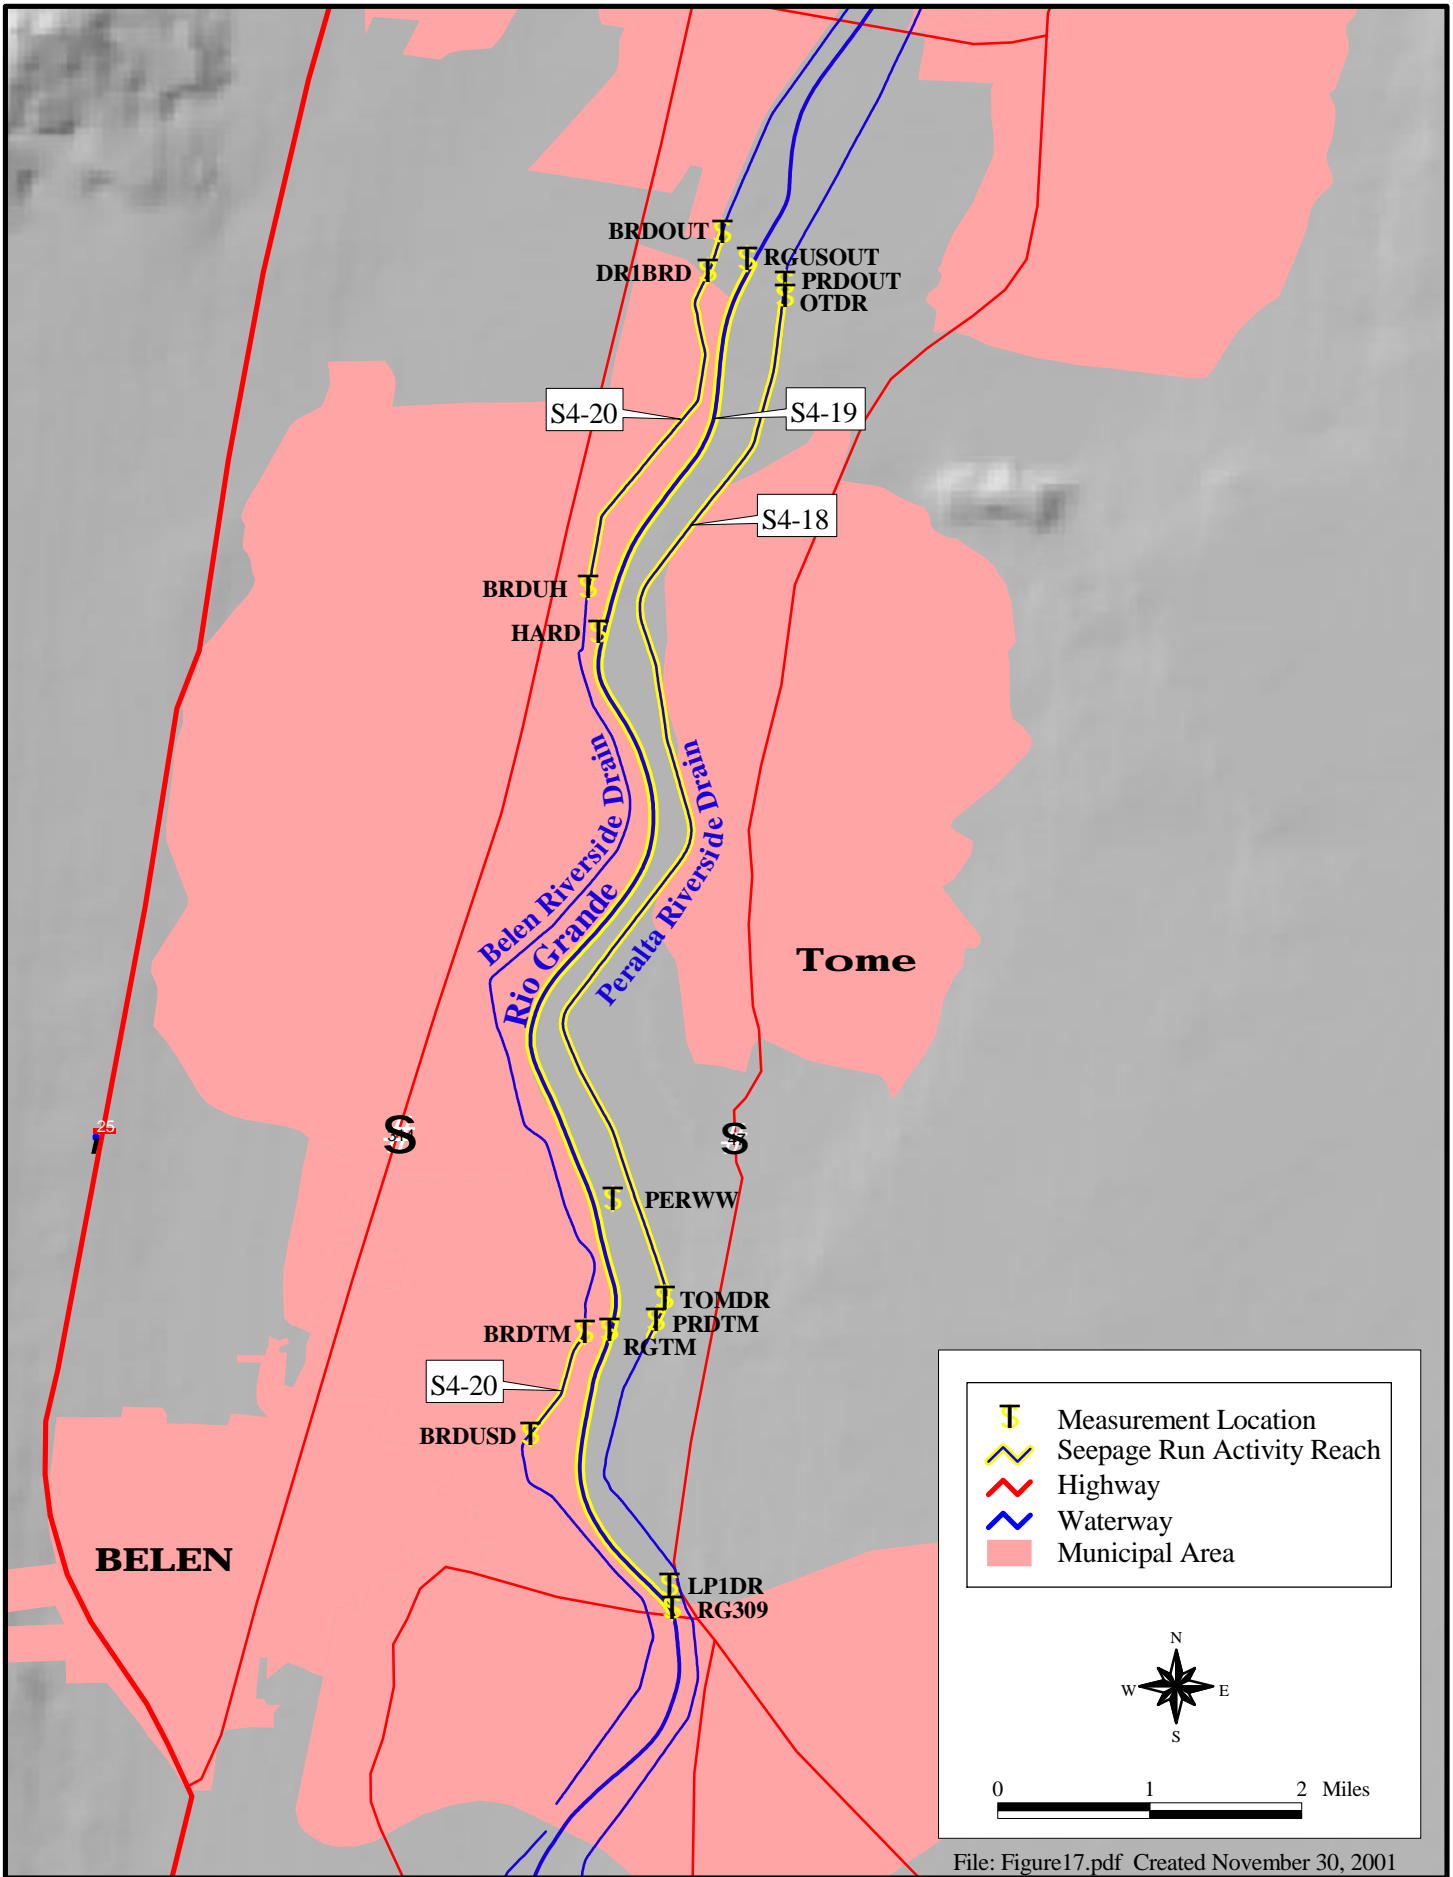 BRDOUT
RGUSOUT
DR1BRD
PRDOUT
OTDR
S4-20
S4-19
S4-18
BRDUH
HARD
Belen Riverside Drain
Rio Grande
Peralta Riverside Drain
Tome
25
S
S
47
PERWW
TOMDR
PRDTM
BRDTM
RGTM
S4-20
BRDUSD
BELEN
LP1DR
RG309
Measurement Location
Seepage Run Activity Reach
Highway
Waterway
Municipal Area
N
W E
S
0 1 2 Miles
File: Figure17.pdf Created November 30, 2001